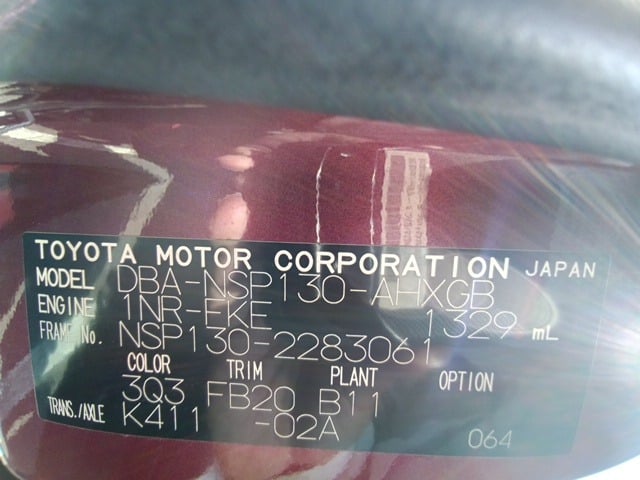 TOYOTA MOTOR CORPORATION JAPAN
MODEL DBA-NSP130-AHXGB
ENGINE 1NR-FKE 1329 mL
FRAME No. NSP130-2283061
COLOR TRIM PLANT OPTION
3Q3 FB20 B11
TRANS./AXLE K411 -02A 064